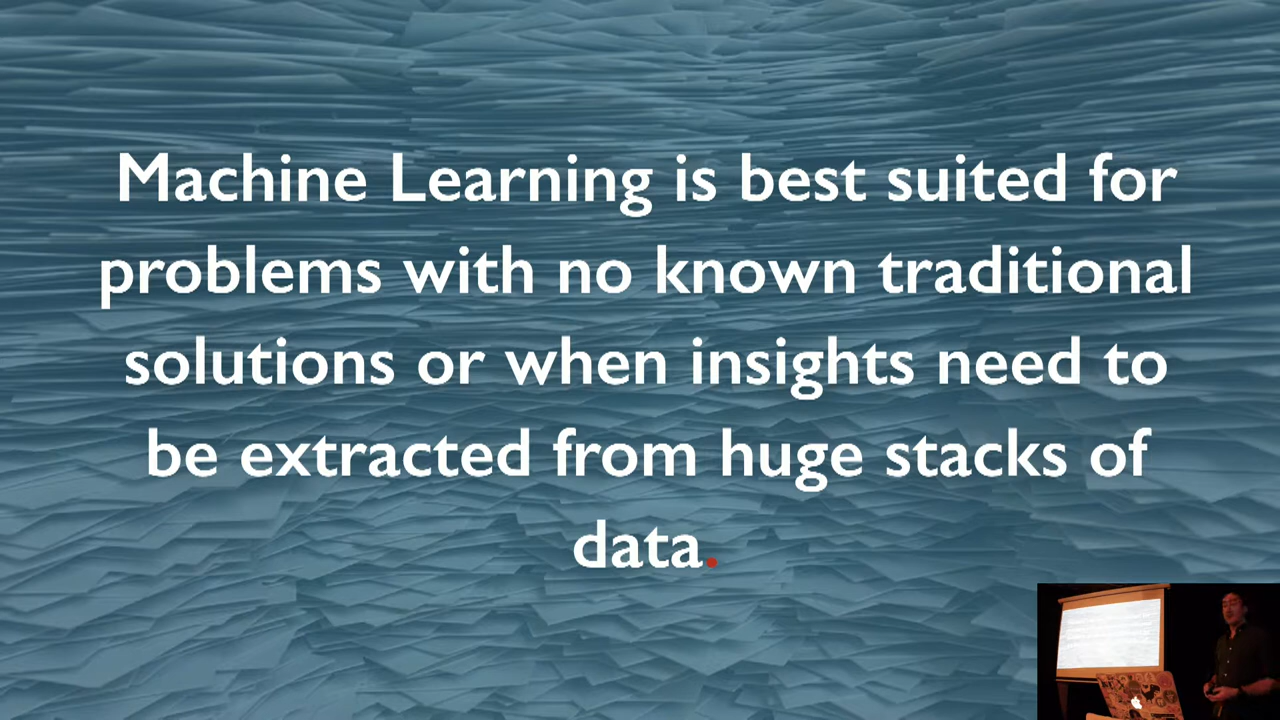 Machine Learning is best suited for
problems with no known traditional
solutions or when insights need to
be extracted from huge stacks of
data.